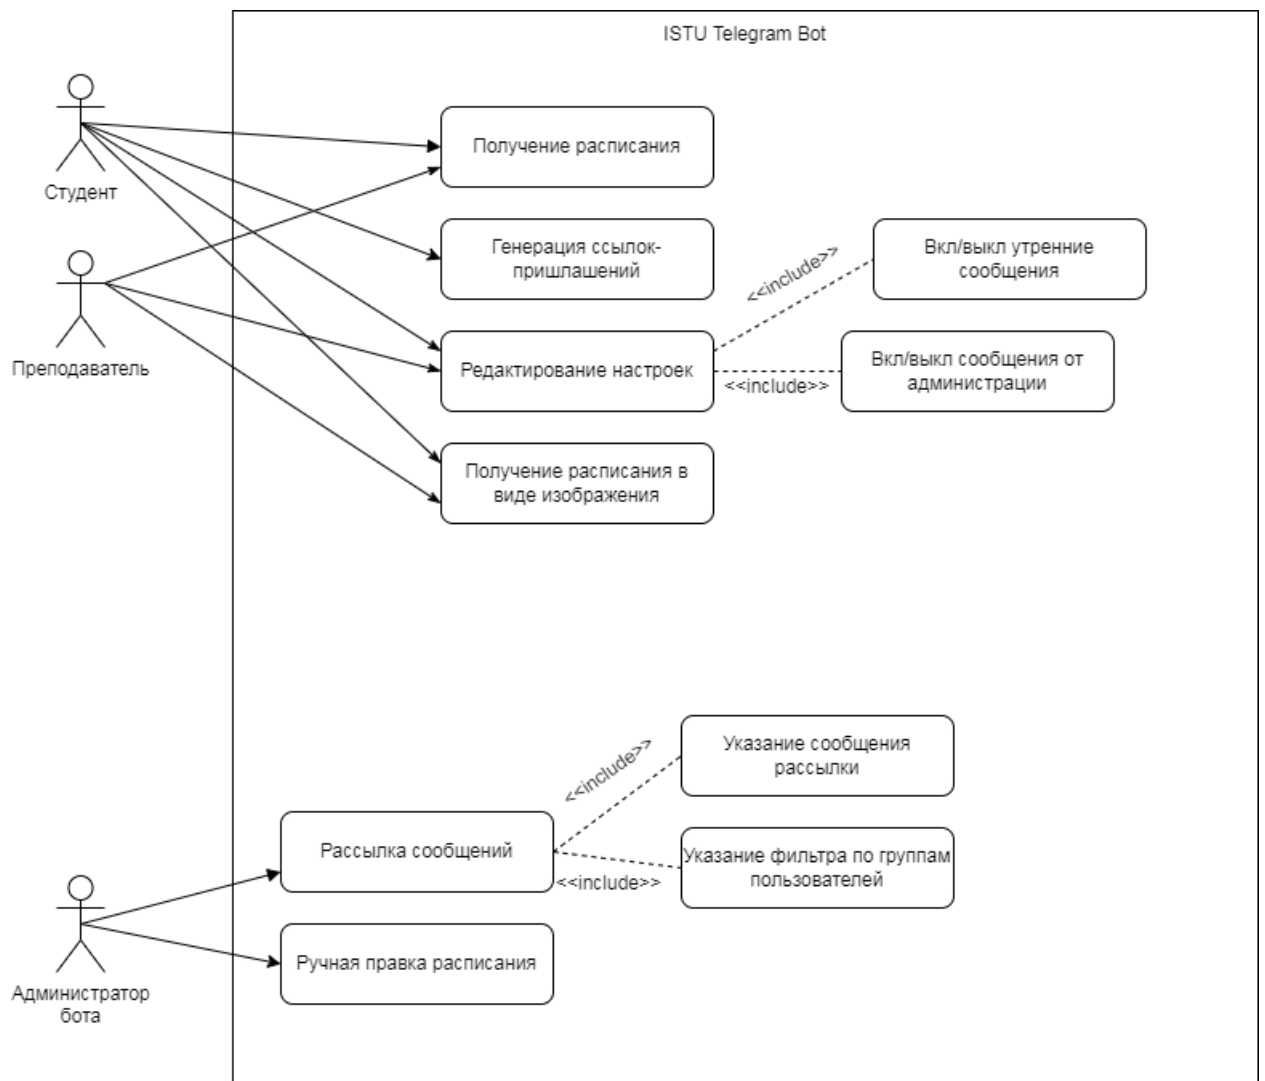 ISTU Telegram Bot
Студент
Преподаватель
Получение расписания
Генерация ссылок-
пришлашений
<<include>>
Вкл/выкл утренние
сообщения
Редактирование настроек
<<include>>
Вкл/выкл сообщения от
администрации
Получение расписания в
виде изображения
<<include>>
Указание сообщения
рассылки
Рассылка сообщений
<<include>>
Указание фильтра по группам
пользователей
Ручная правка расписания
Администратор
бота